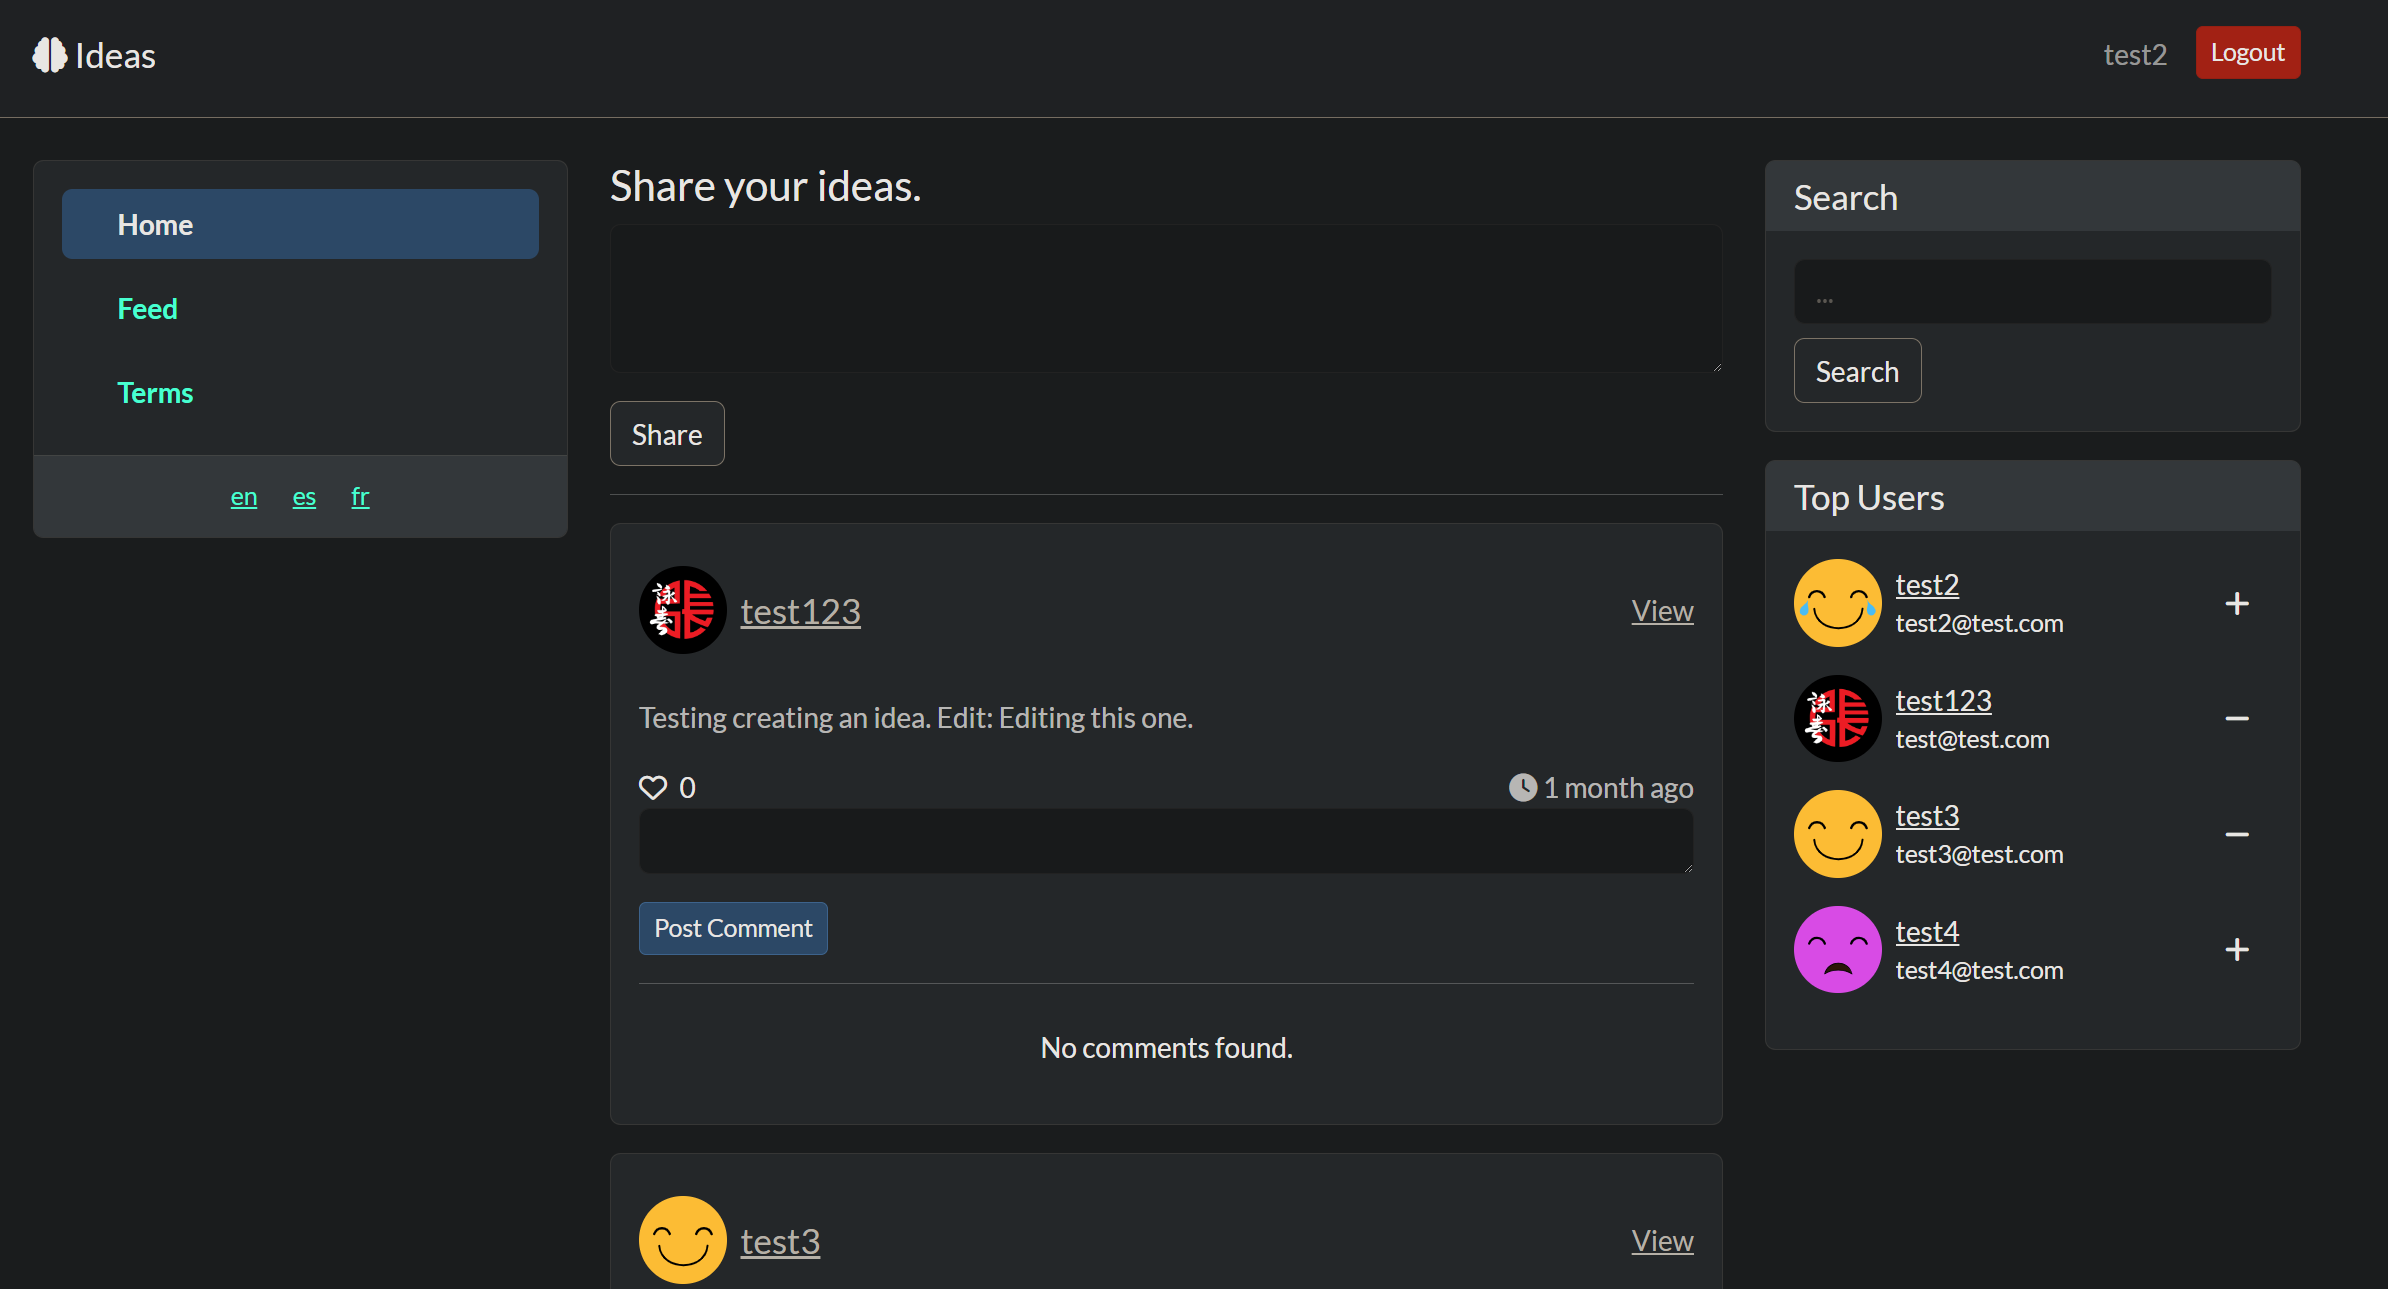 Ideas
test2
Logout
Home
Feed
Terms
en es fr
Share your ideas.
Share
test123
View
Testing creating an idea. Edit: Editing this one.
0
1 month ago
Post Comment
No comments found.
test3
View
Search
...
Search
Top Users
test2
test2@test.com
test123
test@test.com
test3
test3@test.com
test4
test4@test.com